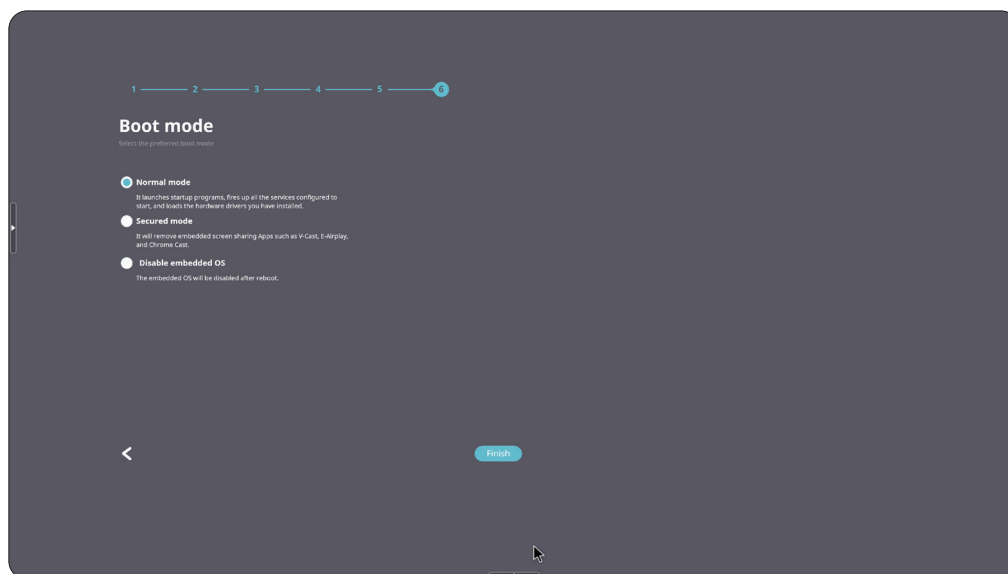 1 2 3 4 5 6
Boot mode
Select the preferred boot mode
Normal mode
It launches startup programs, fires up all the services configured to
start, and loads the hardware drivers you have installed.
Secured mode
It will remove embedded screen sharing Apps such as V-Cast, E-Airplay,
and Chrome Cast.
Disable embedded OS
The embedded OS will be disabled after reboot.
Finish